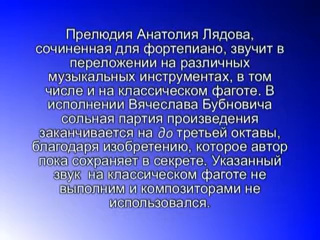 Прелюдия Анатолия Лядова,
сочиненная для фортепиано, звучит в
переложении на различных
музыкальных инструментах, в том
числе и на классическом фаготе. В
исполнении Вячеслава Бубновича
сольная партия произведения
заканчивается на до третьей октавы,
благодаря изобретению, которое автор
пока сохраняет в секрете. Указанный
звук на классическом фаготе не
выполним и композиторами не
использовался.